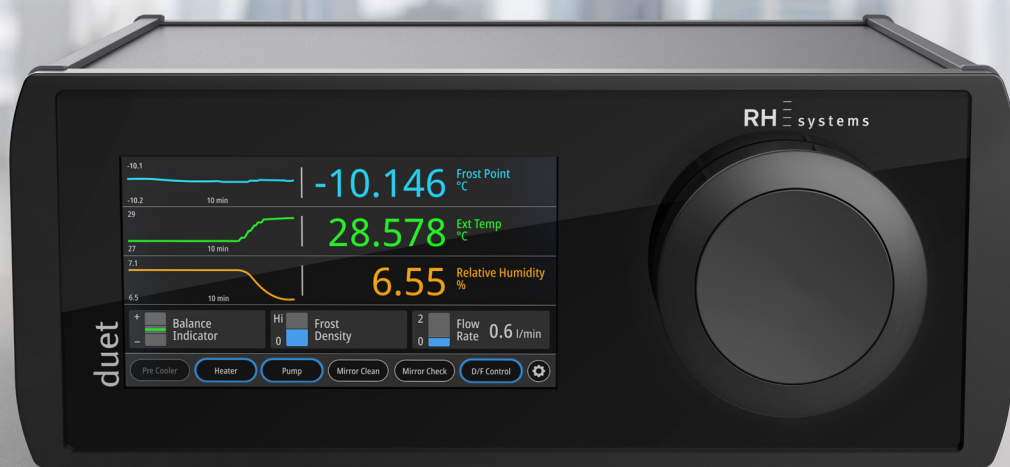 RH systems
-10.1
-10.2
10 min
-10.146
Frost Point
°C
29
27
10 min
28.578
Ext Temp
°C
7.1
6.5
10 min
6.55
Relative Humidity
%
+
−
Balance
Indicator
Hi
0
Frost
Density
2
0
Flow
Rate
0.6 l/min
duet
Pre Cooler
Heater
Pump
Mirror Clean
Mirror Check
D/F Control